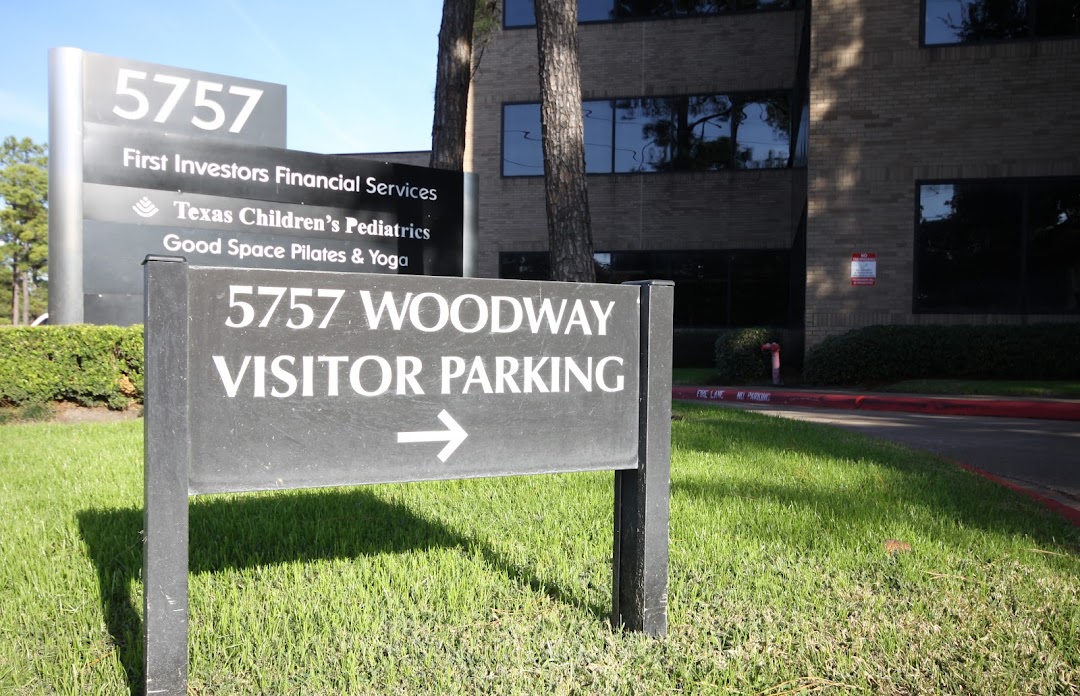 5757
First Investors Financial Services
Texas Children's Pediatrics
Good Space Pilates & Yoga
5757 WOODWAY
VISITOR PARKING
FIRE LANE NO PARKING